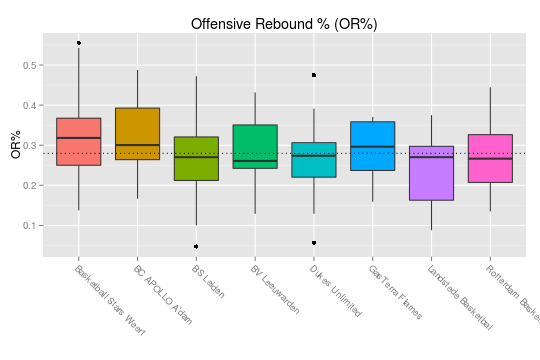 Offensive Rebound % (OR%)
OR%
0.5
0.4
0.3
0.2
0.1
Basketball Stars Weert
BC APOLLO A'dam
BS Leiden
BV Leeuwarden
Dukes Unlimited
GasTerra Flames
Landstede Basketbal
Rotterdam Baske